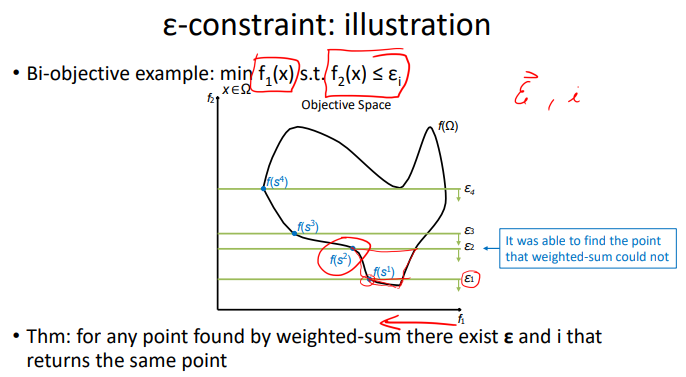 ε-constraint: illustration
• Bi-objective example: min f₁(x) s.t. f₂(x) ≤ εᵢ
x∈Ω
f₂
Objective Space
f(Ω)
ε⃗ , i
f(s⁴)
ε₄
f(s³)
ε₃
ε₂
f(s²)
f(s¹)
ε₁
It was able to find the point
that weighted-sum could not
f₁
• Thm: for any point found by weighted-sum there exist ε and i that
returns the same point